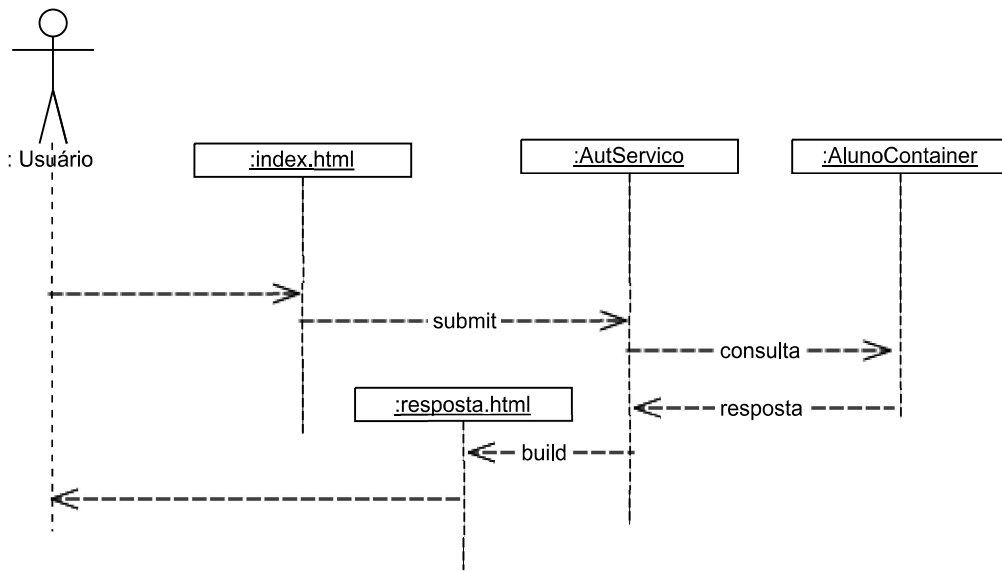 : Usuário
:index.html
:AutServico
:AlunoContainer
submit
consulta
:resposta.html
resposta
build